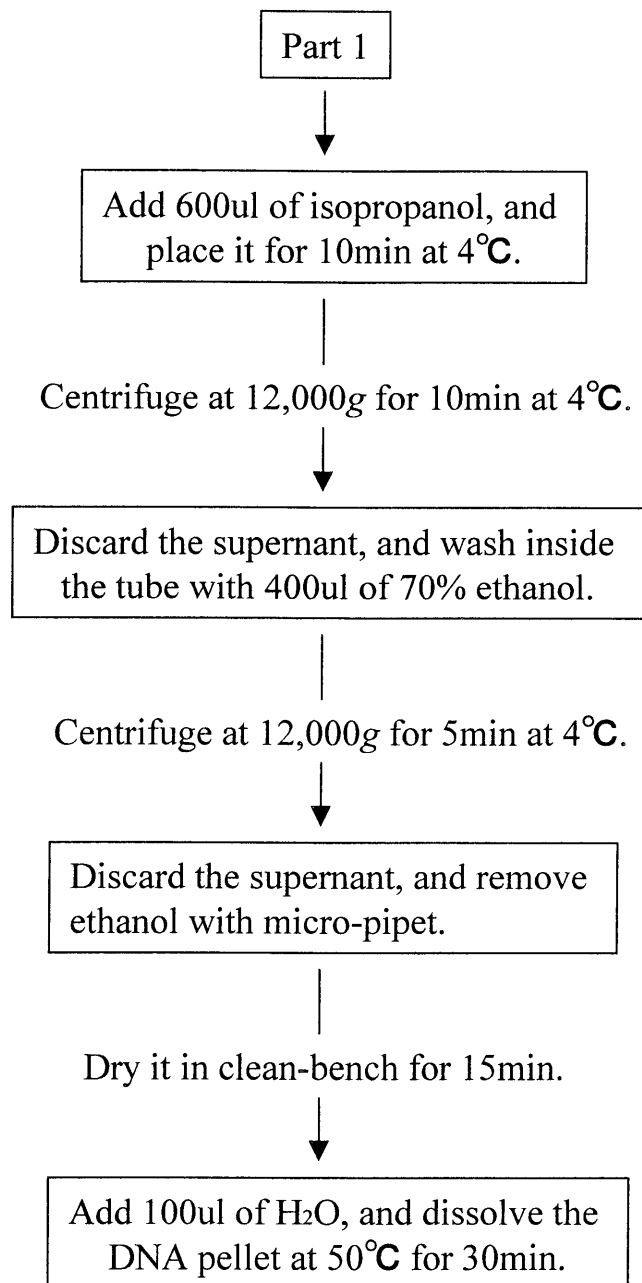 Part 1
Add 600ul of isopropanol, and
place it for 10min at 4℃.
Centrifuge at 12,000g for 10min at 4℃.
Discard the supernant, and wash inside
the tube with 400ul of 70% ethanol.
Centrifuge at 12,000g for 5min at 4℃.
Discard the supernant, and remove
ethanol with micro-pipet.
Dry it in clean-bench for 15min.
Add 100ul of H₂O, and dissolve the
DNA pellet at 50℃ for 30min.